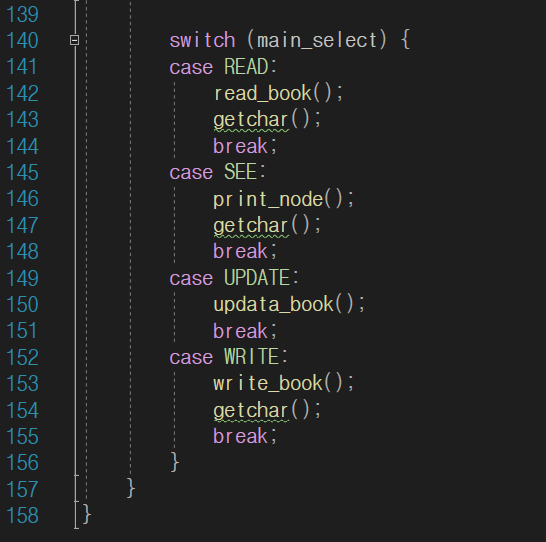 139
140 switch (main_select) {
141 case READ:
142 read_book();
143 getchar();
144 break;
145 case SEE:
146 print_node();
147 getchar();
148 break;
149 case UPDATE:
150 updata_book();
151 break;
152 case WRITE:
153 write_book();
154 getchar();
155 break;
156 }
157 }
158 }